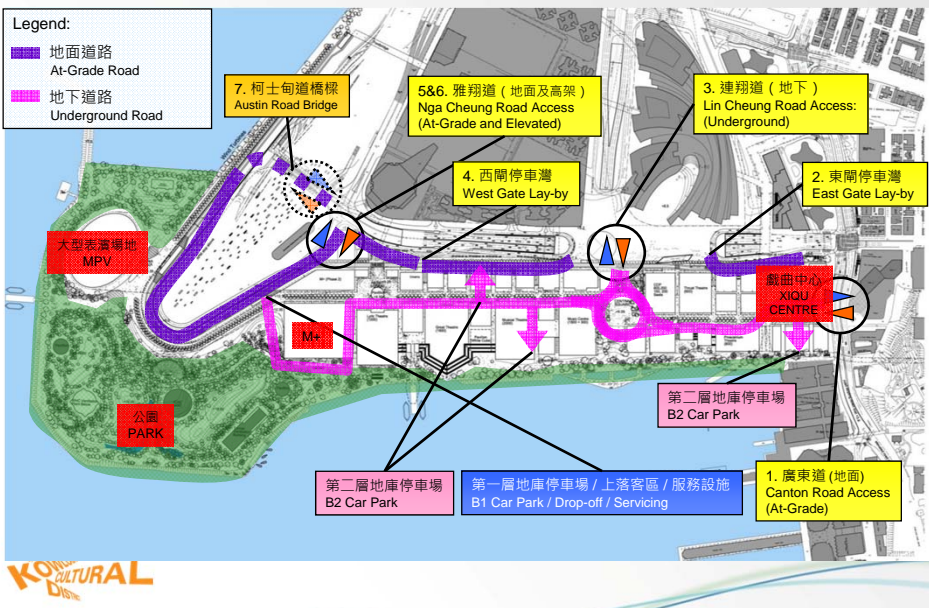 Legend:
地面道路
At-Grade Road
地下道路
Underground Road
7. 柯士甸道橋樑
Austin Road Bridge
5&6. 雅翔道（地面及高架）
Nga Cheung Road Access
(At-Grade and Elevated)
3. 連翔道（地下）
Lin Cheung Road Access:
(Underground)
4. 西閘停車灣
West Gate Lay-by
2. 東閘停車灣
East Gate Lay-by
大型表演場地
MPV
戲曲中心
XIQU
CENTRE
M+
公園
PARK
第二層地庫停車場
B2 Car Park
第二層地庫停車場
B2 Car Park
第一層地庫停車場 / 上落客區 / 服務設施
B1 Car Park / Drop-off / Servicing
1. 廣東道 (地面)
Canton Road Access
(At-Grade)
CULTURAL